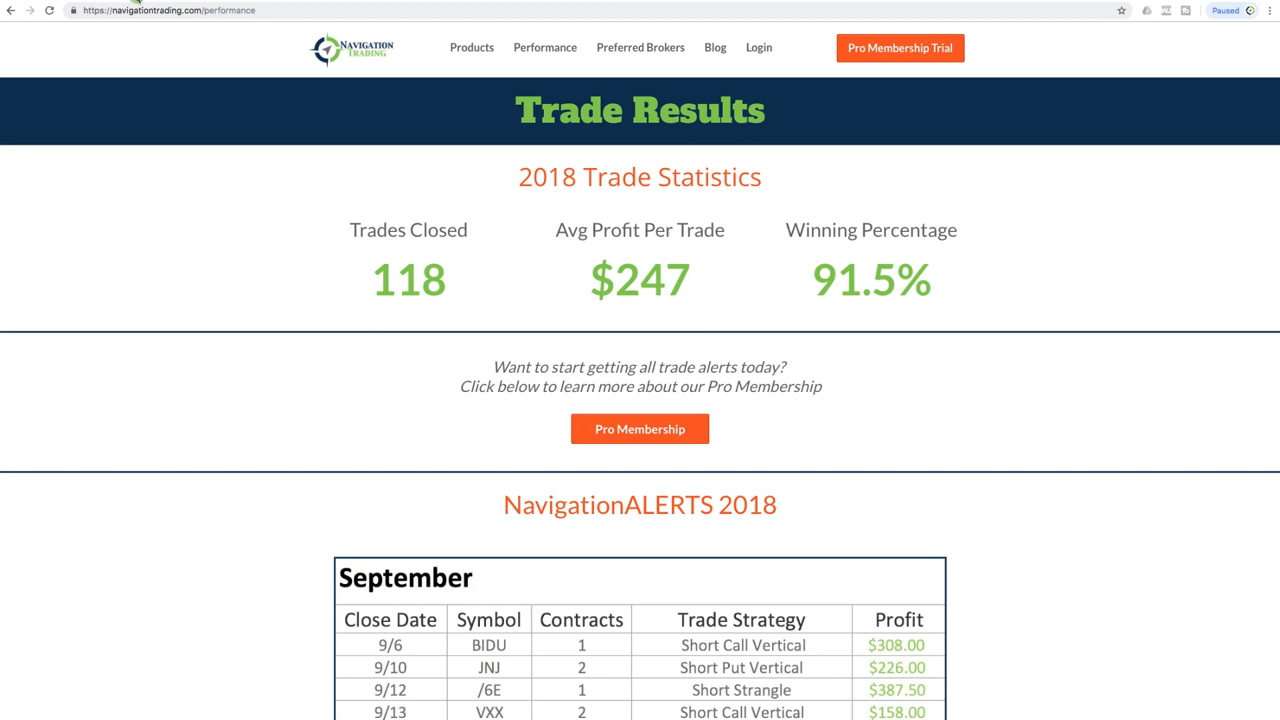 https://navigationtrading.com/performance
Paused
NAVIGATION
TRADING
Products
Performance
Preferred Brokers
Blog
Login
Pro Membership Trial
Trade Results
2018 Trade Statistics
Trades Closed
Avg Profit Per Trade
Winning Percentage
118
$247
91.5%
Want to start getting all trade alerts today?
Click below to learn more about our Pro Membership
Pro Membership
NavigationALERTS 2018
September
Close Date Symbol Contracts Trade Strategy Profit
9/6 BIDU 1 Short Call Vertical $308.00
9/10 JNJ 2 Short Put Vertical $226.00
9/12 /6E 1 Short Strangle $387.50
9/13 VXX 2 Short Call Vertical $158.00